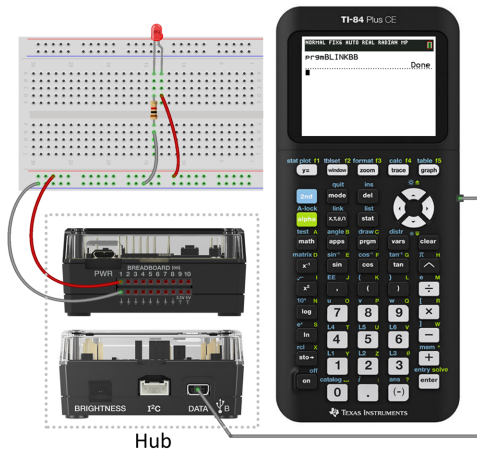 TI-84 Plus CE
NORMAL FIX6 AUTO REAL RADIAN MP
prgmBLINKBB
Done
stat plot f1 tblset f2 format f3 calc f4 table f5
y= window zoom trace graph
quit ins
2nd mode del
A-lock link list
alpha X,T,θ,n stat
test A angle B draw C distr
math apps prgm vars clear
matrix D sin⁻¹ E cos⁻¹ F tan⁻¹ G π H
x⁻¹ sin cos tan ^
EE J { K } L e M
x² , ( ) ÷
10ˣ N u O v P w Q [ R
log 7 8 9 ×
eˣ S L4 T L5 U L6 V ] W
ln 4 5 6 −
rcl X L1 Y L2 Z L3 θ mem "
sto→ 1 2 3 +
off catalog i ans ? entry solve
on 0 . (-) enter
TEXAS INSTRUMENTS
BREADBOARD
PWR 1 2 3 4 5 6 7 8 9 10
3.3V 5V
BRIGHTNESS I²C DATA B
Hub